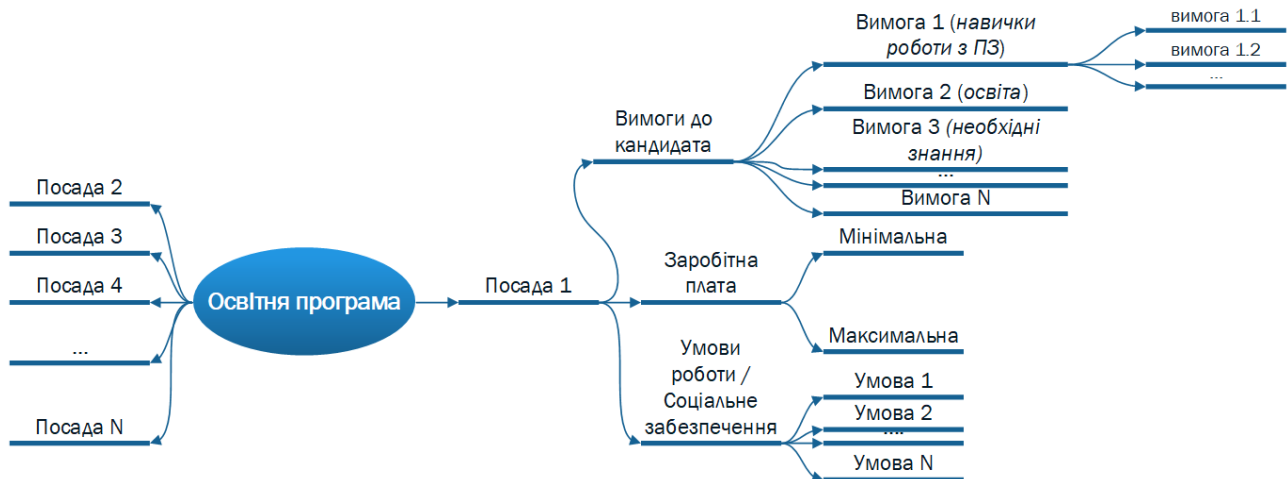 Посада 2
Посада 3
Посада 4
...
Посада N
Освітня програма
Посада 1
Вимоги до
кандидата
Вимога 1 (навички
роботи з ПЗ)
вимога 1.1
вимога 1.2
...
Вимога 2 (освіта)
Вимога 3 (необхідні
знання)
...
Вимога N
Заробітна
плата
Мінімальна
Максимальна
Умови
роботи /
Соціальне
забезпечення
Умова 1
Умова 2
....
Умова N